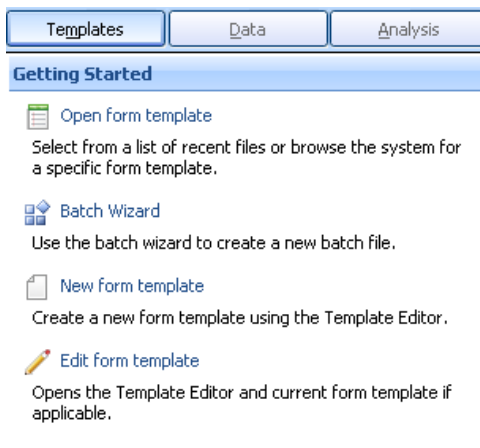 Templates Data Analysis
Getting Started
Open form template
Select from a list of recent files or browse the system for
a specific form template.
Batch Wizard
Use the batch wizard to create a new batch file.
New form template
Create a new form template using the Template Editor.
Edit form template
Opens the Template Editor and current form template if
applicable.